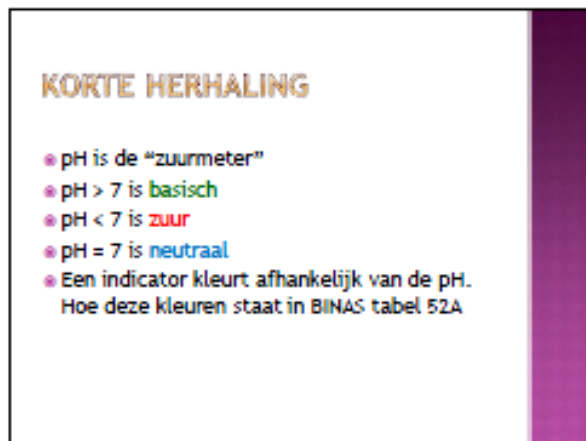 KORTE HERHALING
pH is de “zuurmeter”
pH > 7 is basisch
pH < 7 is zuur
pH = 7 is neutraal
Een indicator kleurt afhankelijk van de pH.
Hoe deze kleuren staat in BINAS tabel 52A